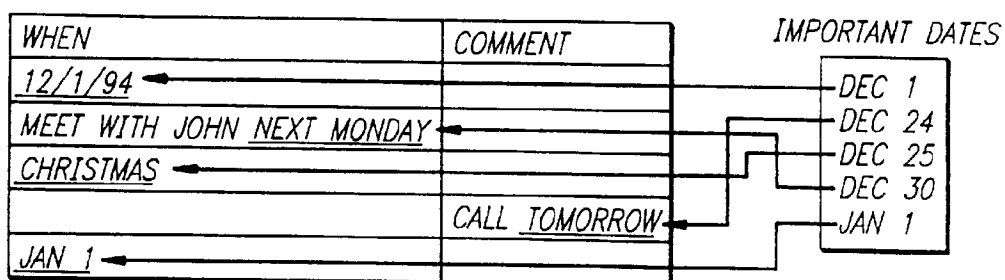 WHEN COMMENT
12/1/94
MEET WITH JOHN NEXT MONDAY
CHRISTMAS
CALL TOMORROW
JAN 1
IMPORTANT DATES
DEC 1
DEC 24
DEC 25
DEC 30
JAN 1